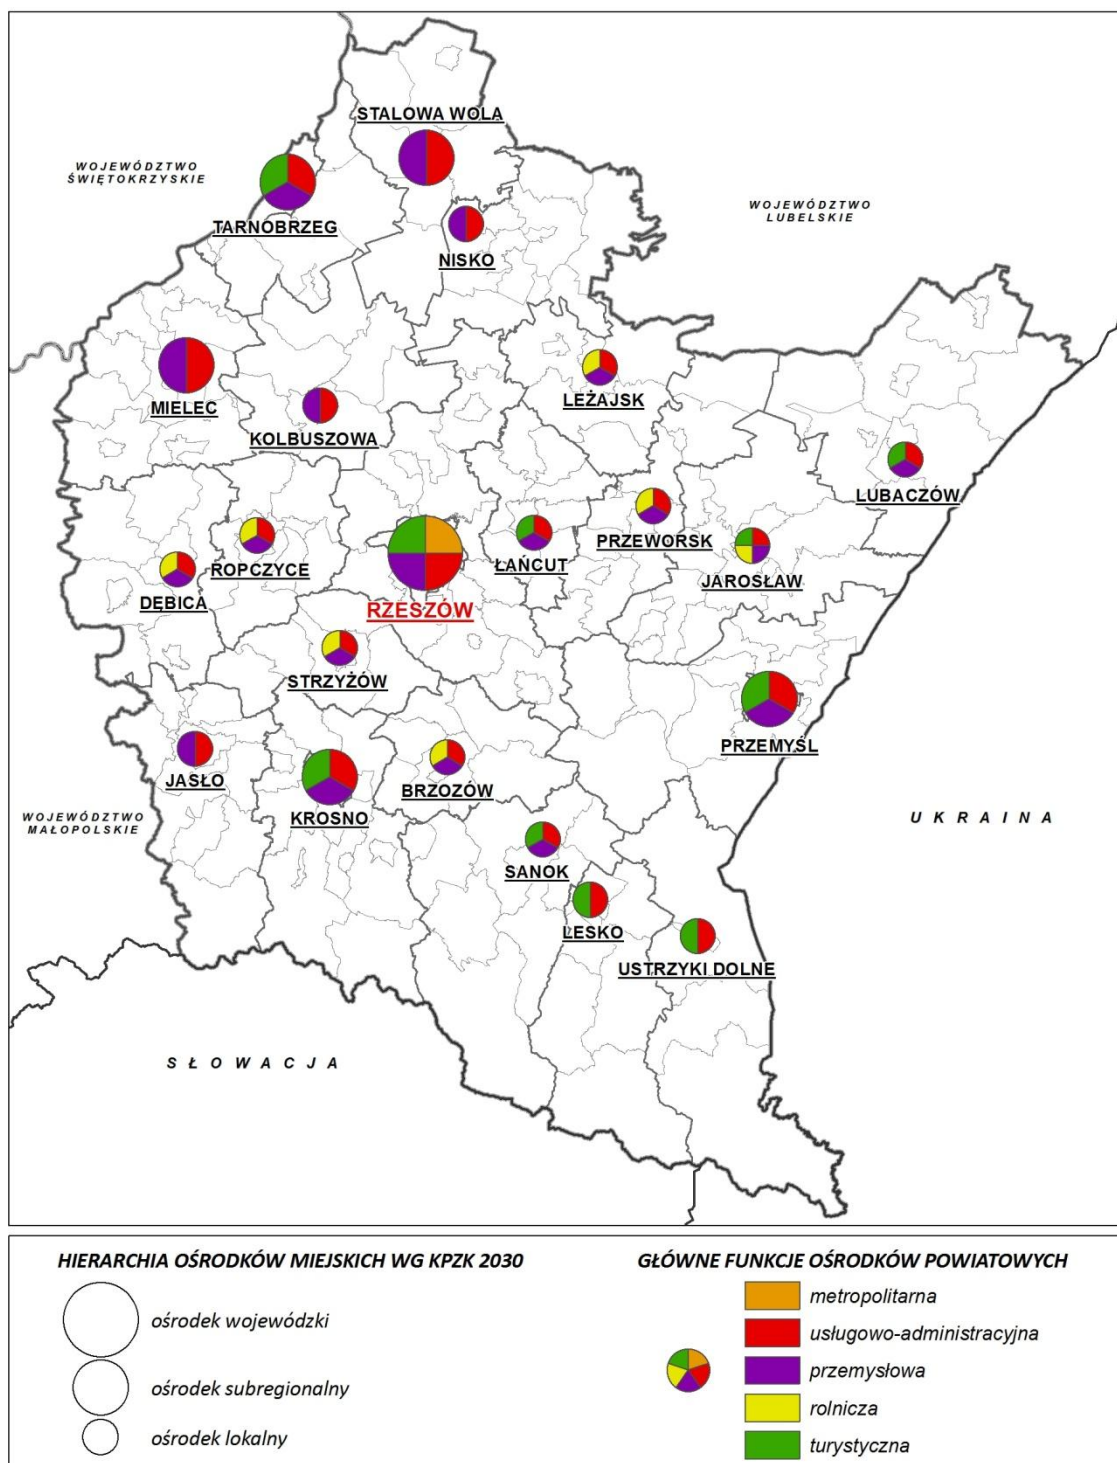 STALOWA WOLA
WOJEWÓDZTWO
ŚWIĘTOKRZYSKIE
WOJEWÓDZTWO
LUBELSKIE
TARNOBRZEG
NISKO
MIELEC
KOLBUSZOWA
LEŻAJSK
LUBACZÓW
ROPCZYCE
DĘBICA
RZESZÓW
ŁAŃCUT
PRZEWORSK
JAROSŁAW
STRZYŻÓW
PRZEMYŚL
JASŁO
KROSNO
BRZOZÓW
WOJEWÓDZTWO
MAŁOPOLSKIE
UKRAINA
SANOK
LESKO
USTRZYKI DOLNE
SŁOWACJA
HIERARCHIA OŚRODKÓW MIEJSKICH WG KPZK 2030
ośrodek wojewódzki
ośrodek subregionalny
ośrodek lokalny
GŁÓWNE FUNKCJE OŚRODKÓW POWIATOWYCH
metropolitarna
usługowo-administracyjna
przemysłowa
rolnicza
turystyczna